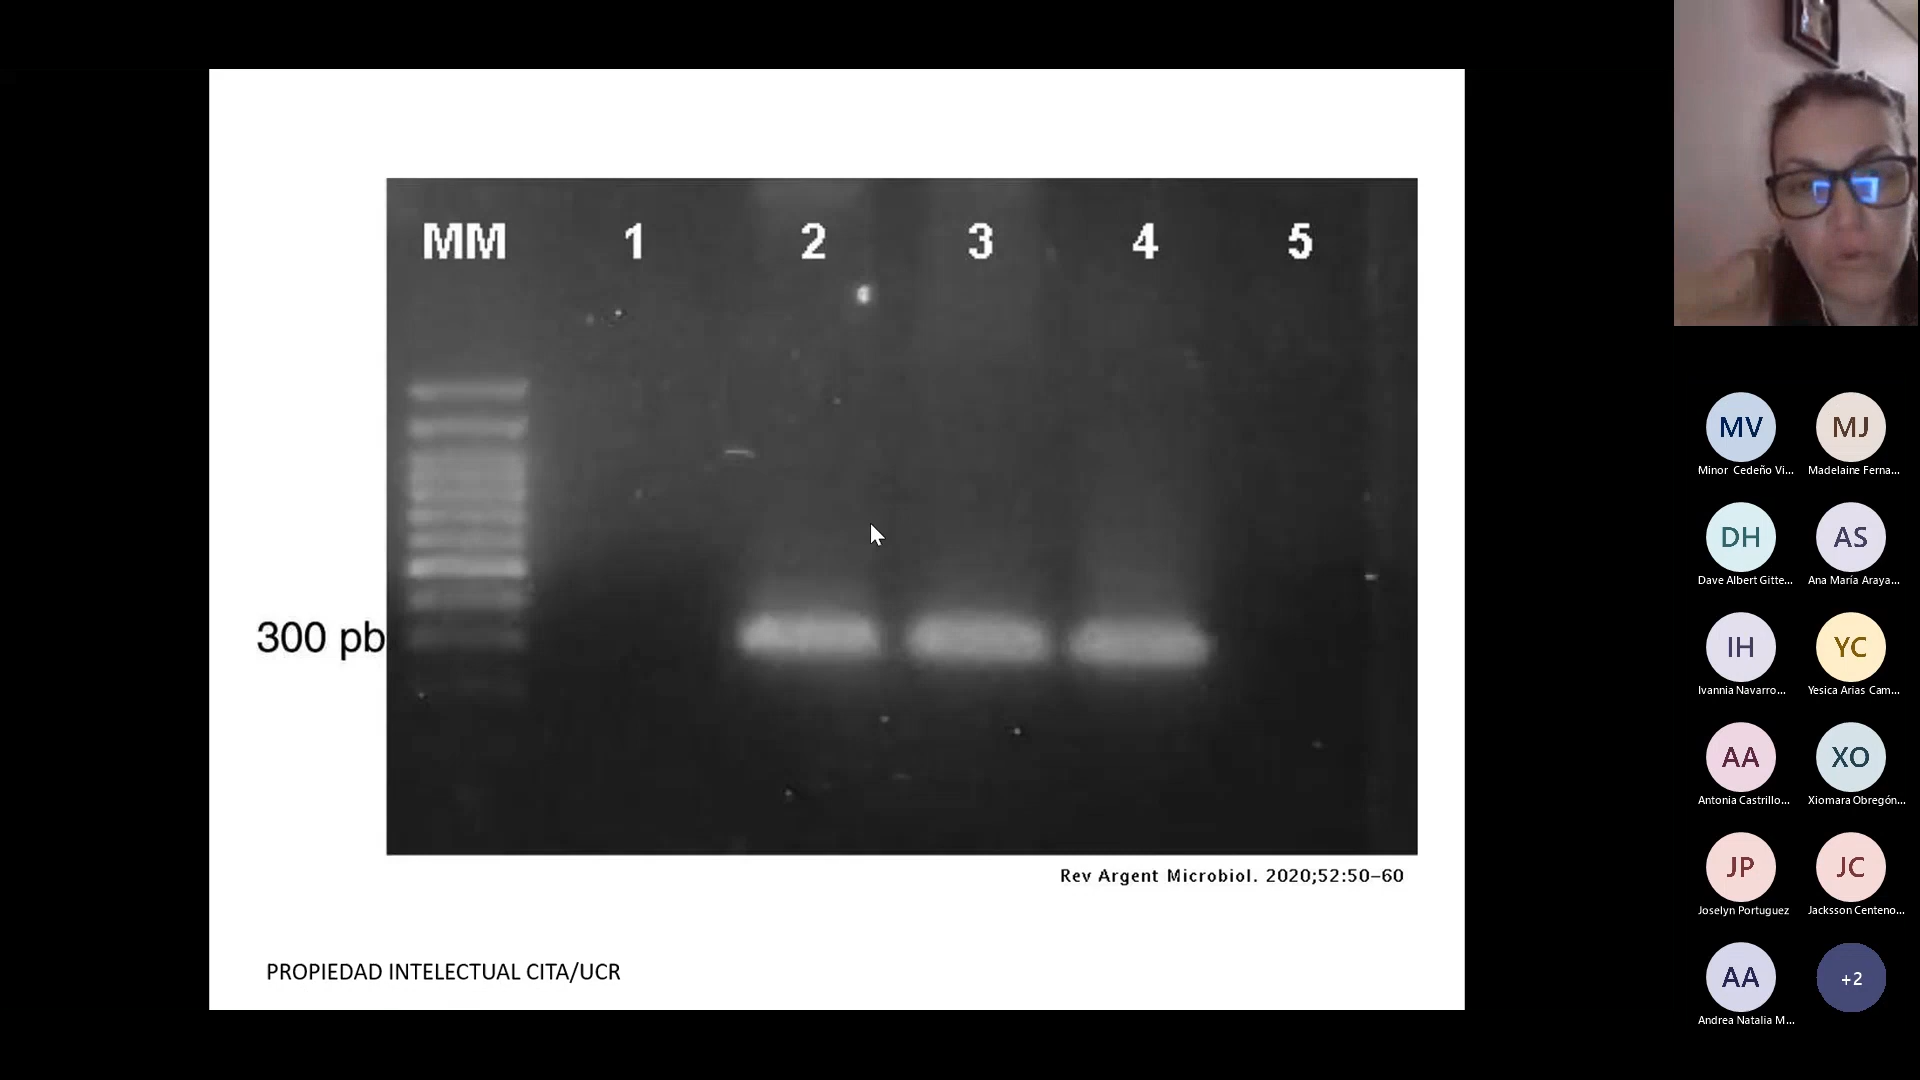 MM 1 2 3 4 5
300 pb
Rev Argent Microbiol. 2020;52:50–60
PROPIEDAD INTELECTUAL CITA/UCR
MV MJ
Minor Cedeño Vi... Madelaine Ferna...
DH AS
Dave Albert Gitte... Ana María Araya...
IH YC
Ivannia Navarro... Yesica Arias Cam...
AA XO
Antonia Castrillo... Xiomara Obregón...
JP JC
Joselyn Portuguez Jacksson Centeno...
AA +2
Andrea Natalia M...